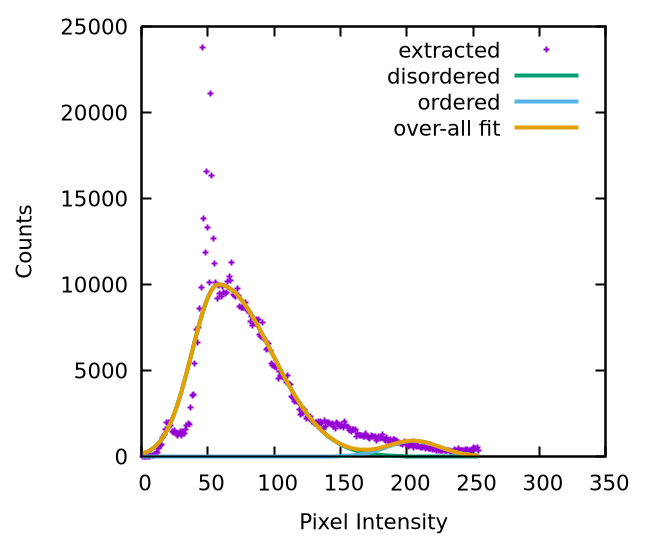 25000
20000
15000
10000
5000
0
0 50 100 150 200 250 300 350
Counts
Pixel Intensity
extracted
disordered
ordered
over-all fit